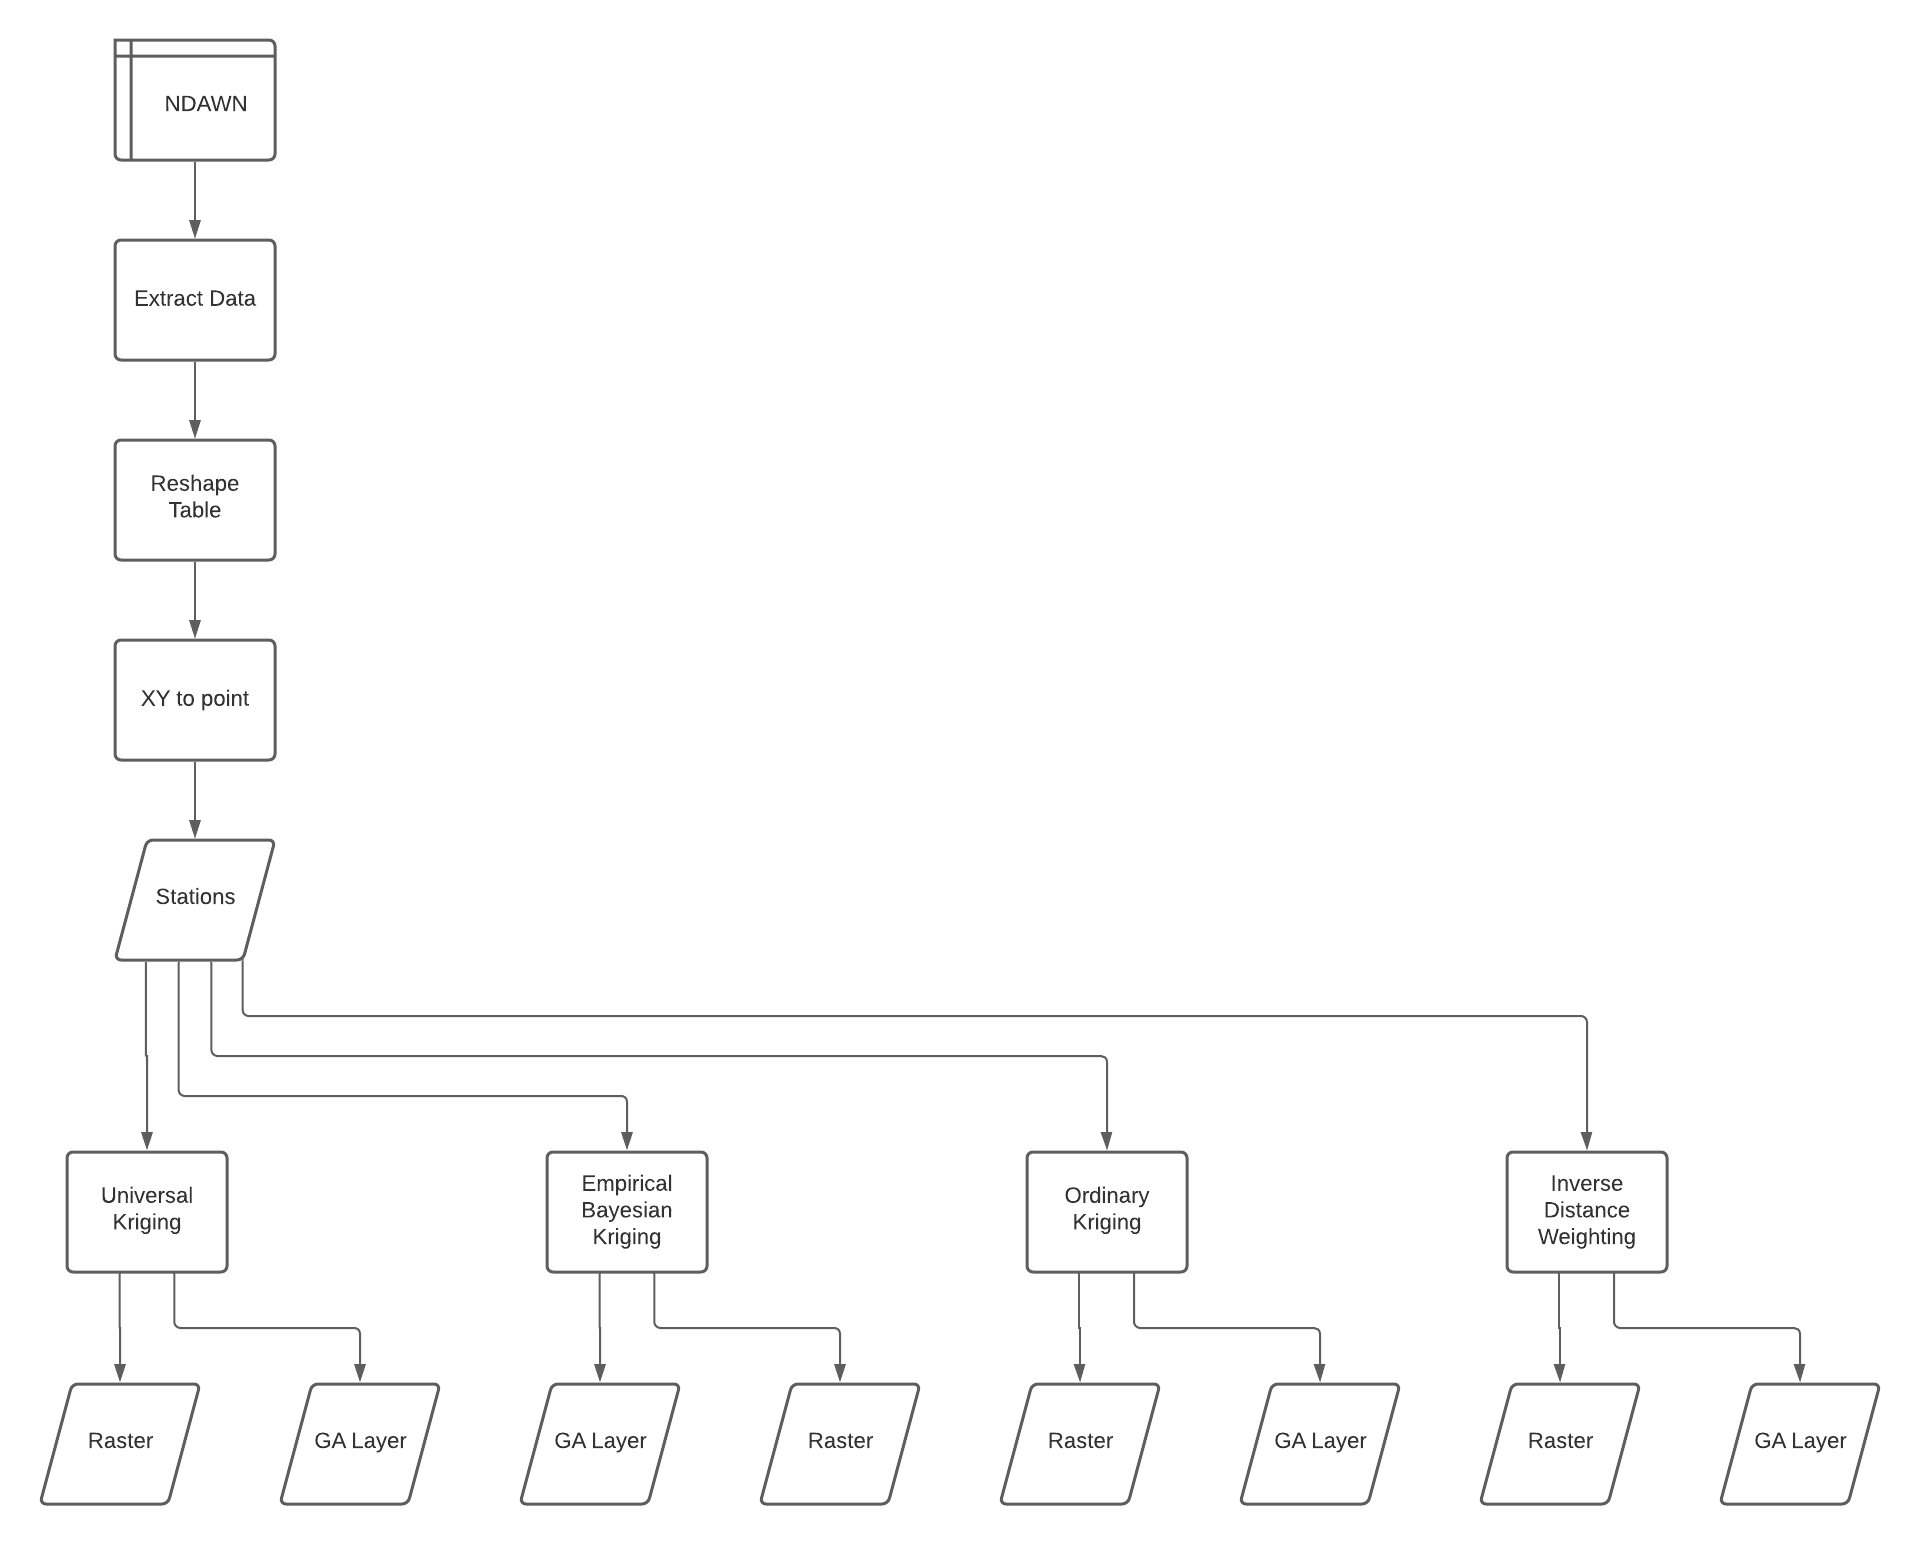 NDAWN
Extract Data
Reshape
Table
XY to point
Stations
Universal
Kriging
Empirical
Bayesian
Kriging
Ordinary
Kriging
Inverse
Distance
Weighting
Raster
GA Layer
GA Layer
Raster
Raster
GA Layer
Raster
GA Layer